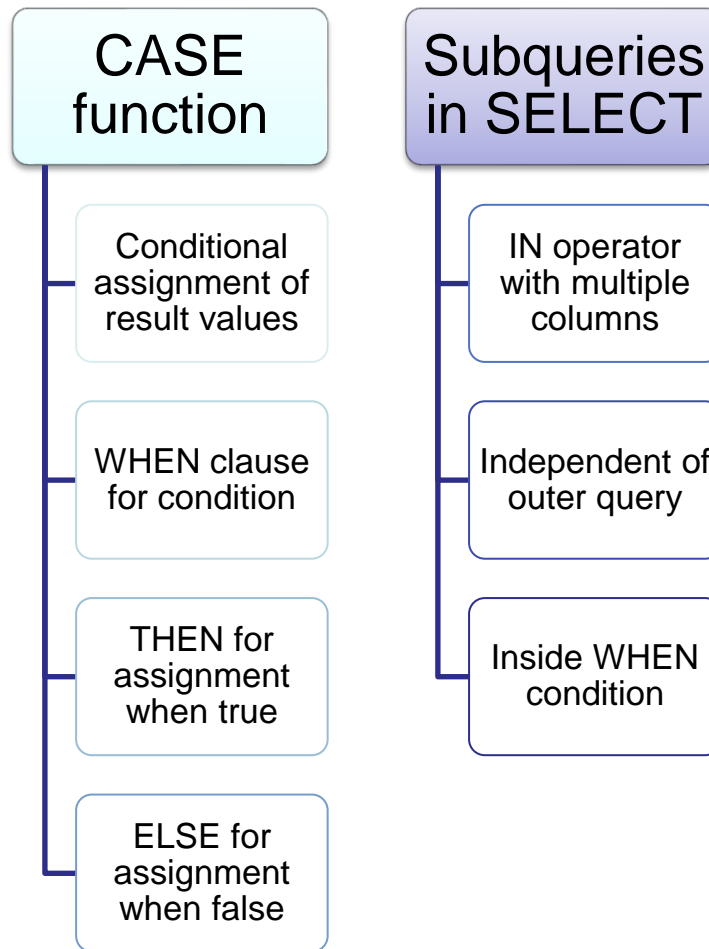 CASE
function
Conditional
assignment of
result values
WHEN clause
for condition
THEN for
assignment
when true
ELSE for
assignment
when false
Subqueries
in SELECT
IN operator
with multiple
columns
Independent of
outer query
Inside WHEN
condition